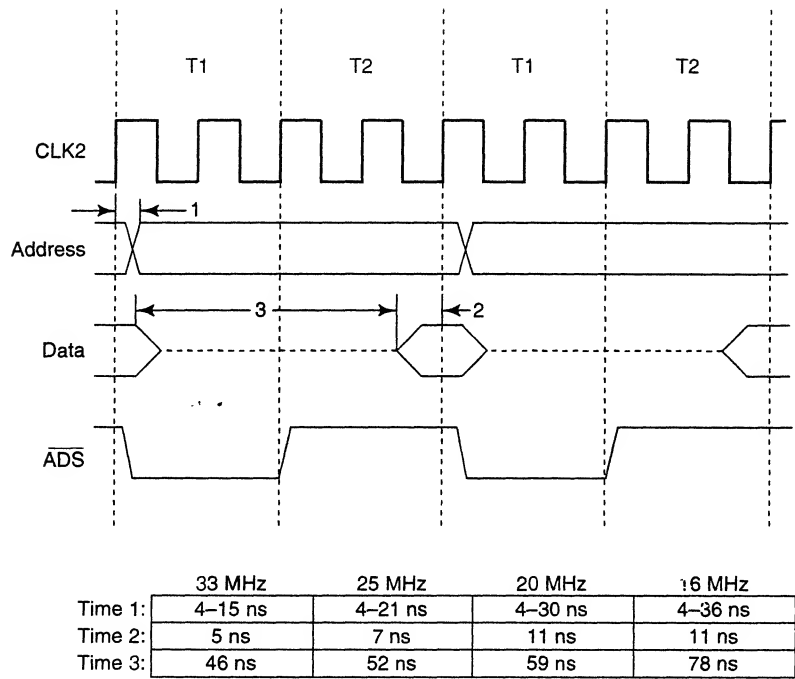 T1 T2 T1 T2
CLK2
1
Address
3 2
Data
ADS
33 MHz 25 MHz 20 MHz 16 MHz
Time 1: 4–15 ns 4–21 ns 4–30 ns 4–36 ns
Time 2: 5 ns 7 ns 11 ns 11 ns
Time 3: 46 ns 52 ns 59 ns 78 ns